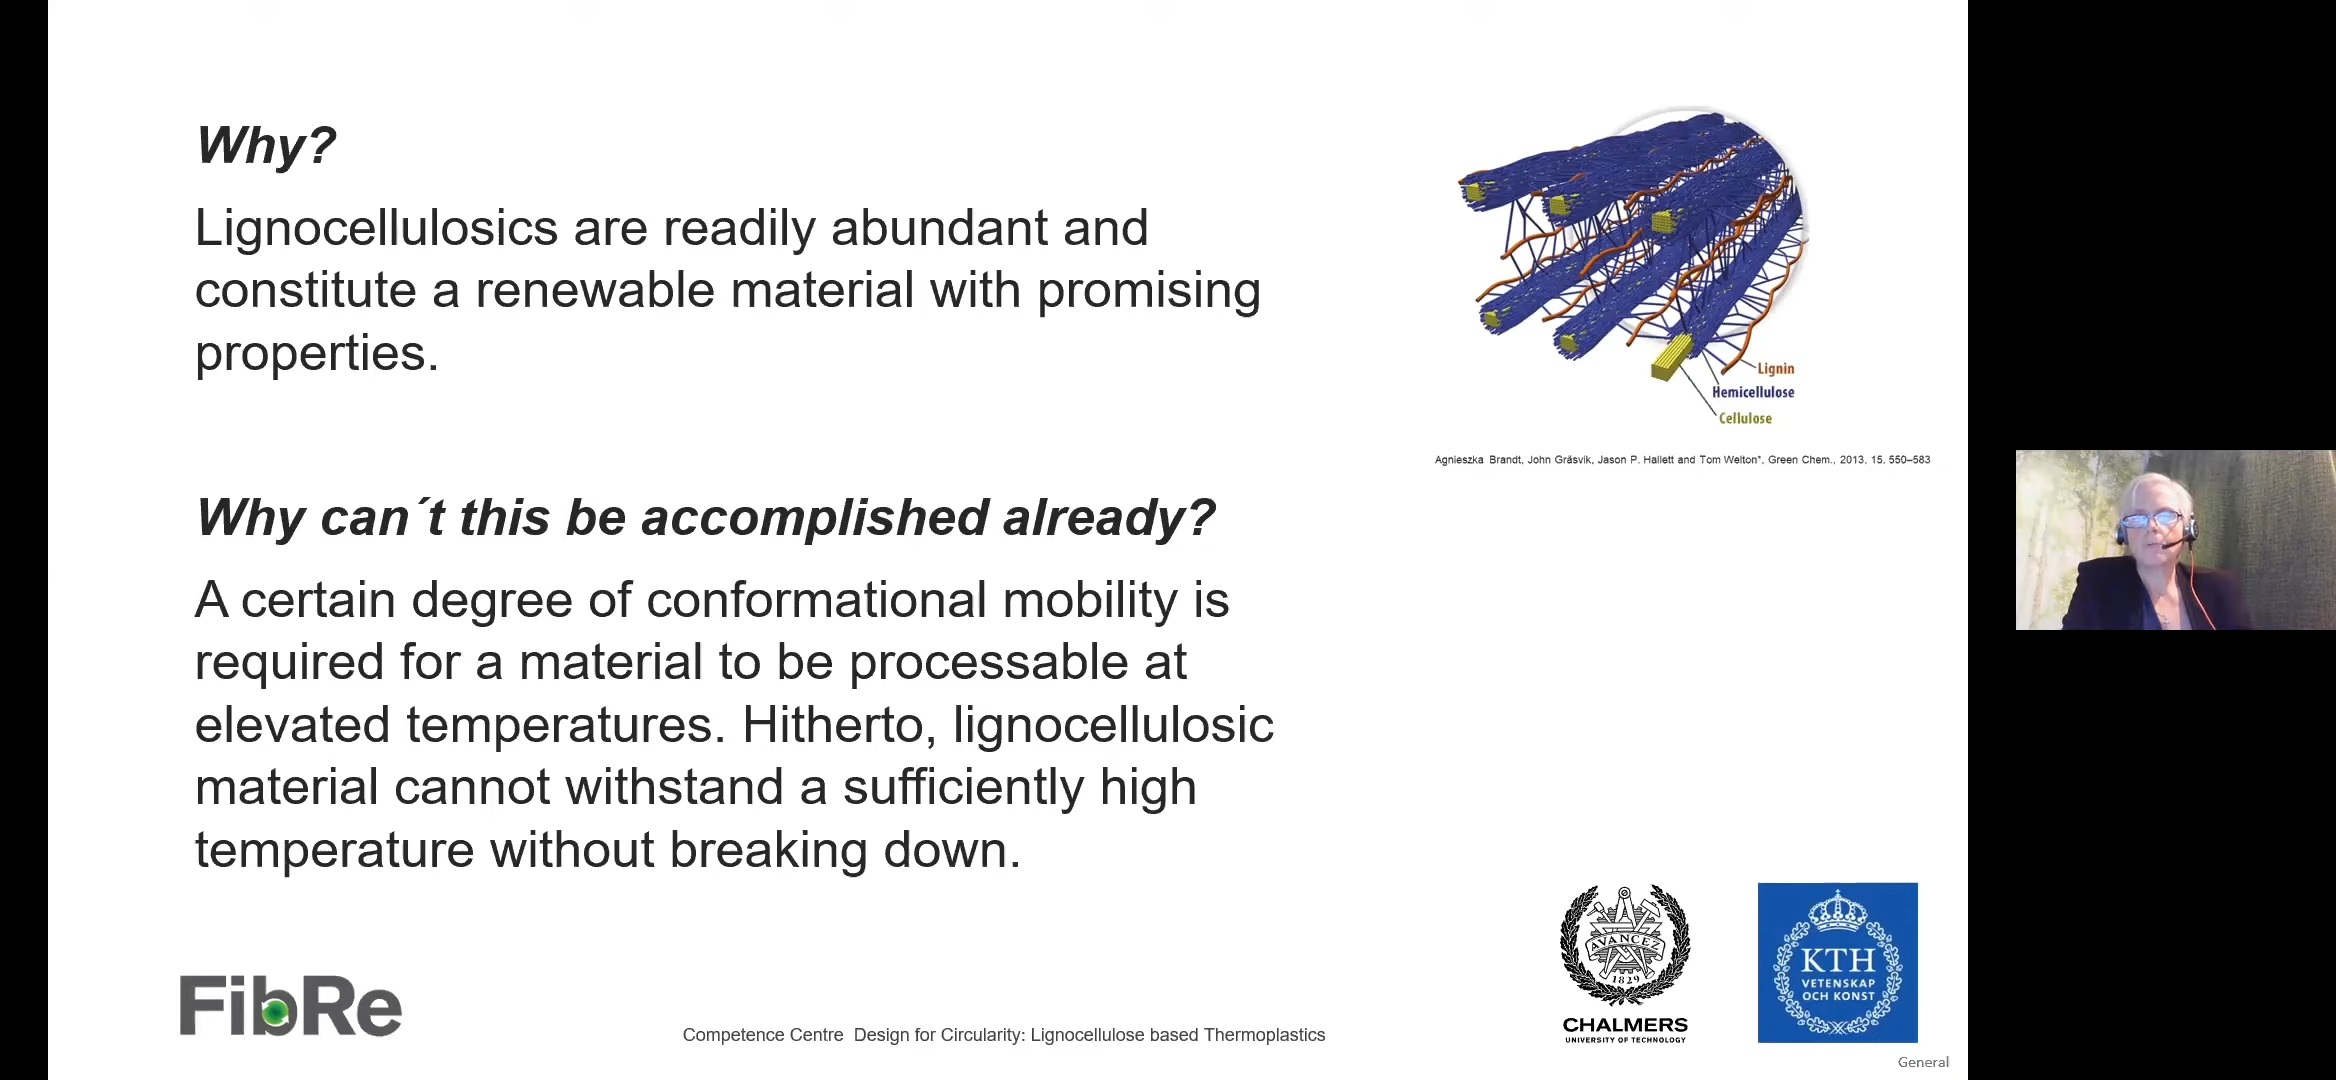 Why?
Lignocellulosics are readily abundant and
constitute a renewable material with promising
properties.
Lignin
Hemicellulose
Cellulose
Agnieszka Brandt, John Gräsvik, Jason P. Hallett and Tom Welton*, Green Chem., 2013, 15, 550–583
Why can´t this be accomplished already?
A certain degree of conformational mobility is
required for a material to be processable at
elevated temperatures. Hitherto, lignocellulosic
material cannot withstand a sufficiently high
temperature without breaking down.
FibRe
Competence Centre Design for Circularity: Lignocellulose based Thermoplastics
AVANCEZ
1829
CHALMERS
UNIVERSITY OF TECHNOLOGY
KTH
VETENSKAP
OCH KONST
General